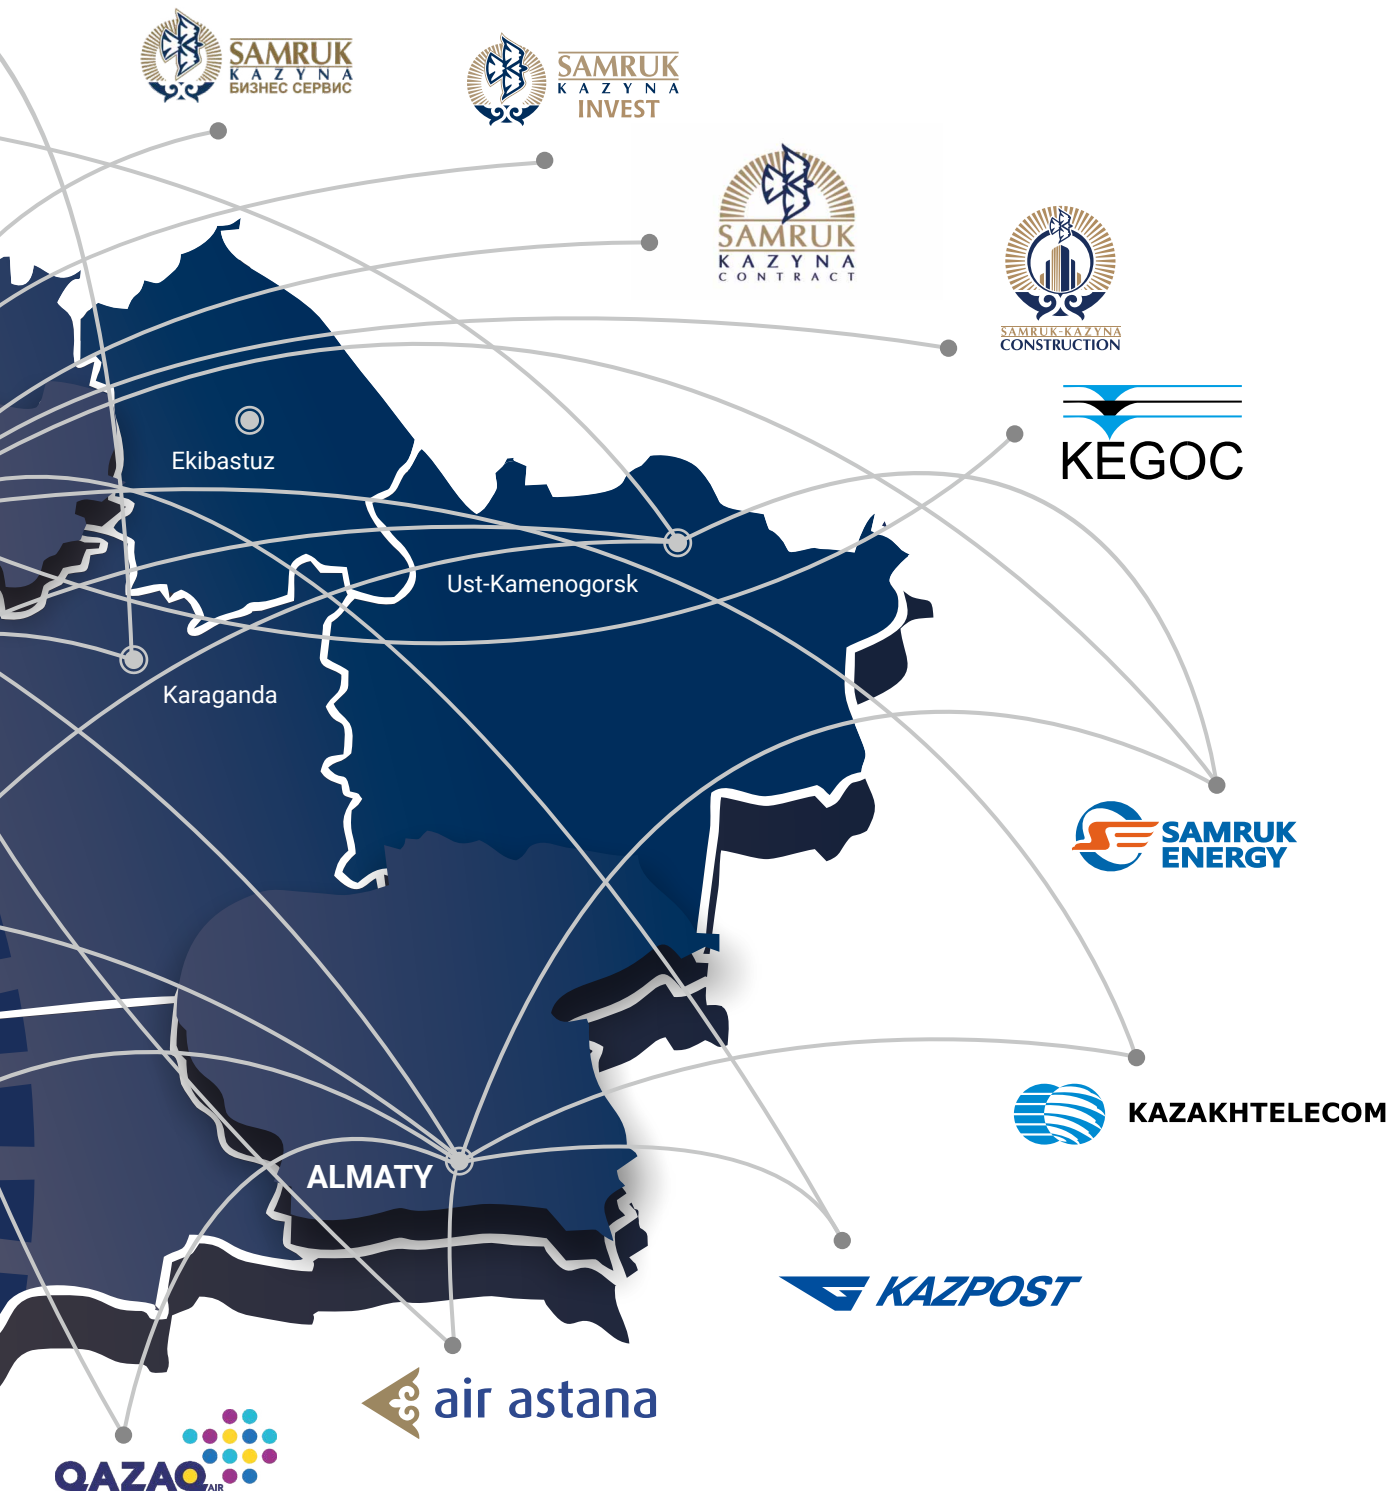 SAMRUK
KAZYNA
БИЗНЕС СЕРВИС
SAMRUK
KAZYNA
INVEST
SAMRUK
KAZYNA
CONTRACT
SAMRUK-KAZYNA
CONSTRUCTION
KEGOC
Ekibastuz
Ust-Kamenogorsk
Karaganda
SAMRUK
ENERGY
KAZAKHTELECOM
ALMATY
KAZPOST
air astana
QAZAQ
AIR